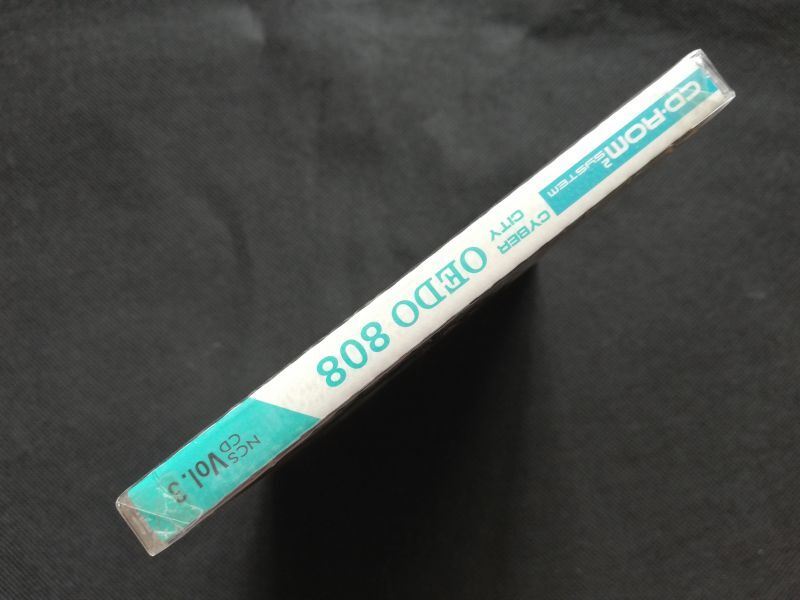 CD-ROM²
SYSTEM
CYBER
CITY
OEDO 808
NCS
CD
Vol. 3